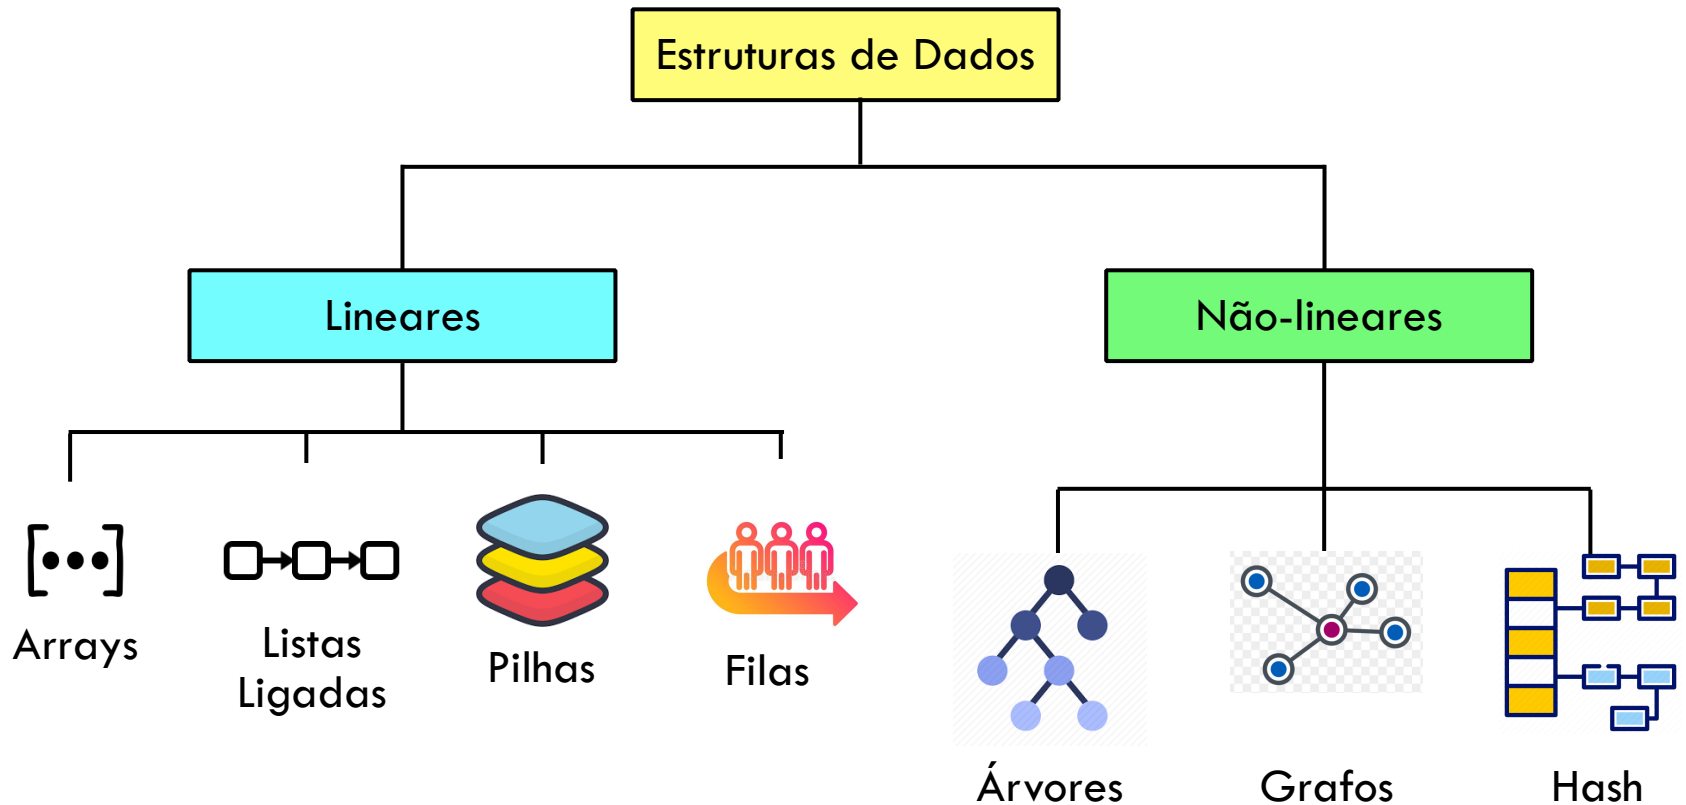 Estruturas de Dados
Lineares
Não-lineares
Arrays
Listas
Ligadas
Pilhas
Filas
Árvores
Grafos
Hash